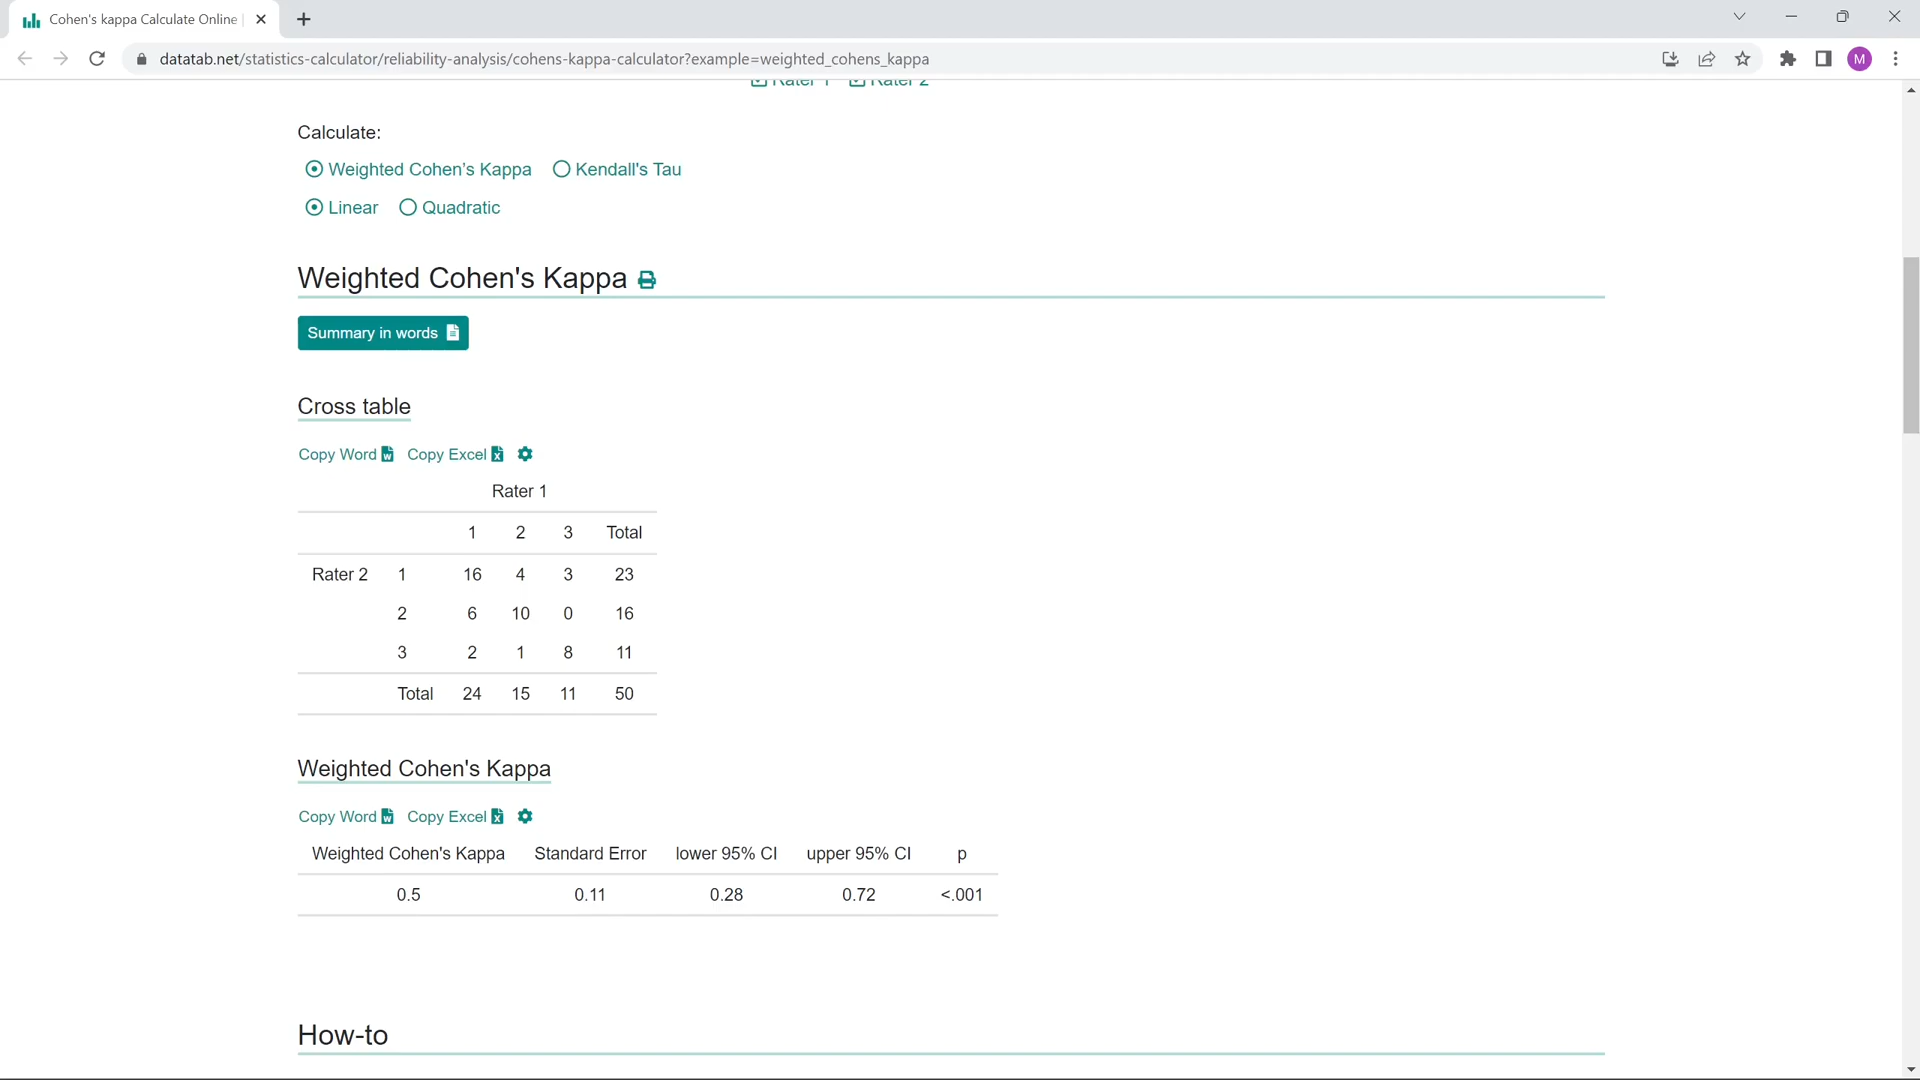 Cohen's kappa Calculate Online
M
datatab.net/statistics-calculator/reliability-analysis/cohens-kappa-calculator?example=weighted_cohens_kappa
Rater 1 Rater 2
Calculate:
Weighted Cohen's Kappa Kendall's Tau
Linear Quadratic
Weighted Cohen's Kappa
Summary in words
Cross table
Copy Word Copy Excel
Rater 1
1 2 3 Total
Rater 2 1 16 4 3 23
2 6 10 0 16
3 2 1 8 11
Total 24 15 11 50
Weighted Cohen's Kappa
Copy Word Copy Excel
Weighted Cohen's Kappa Standard Error lower 95% CI upper 95% CI p
0.5 0.11 0.28 0.72 <.001
How-to